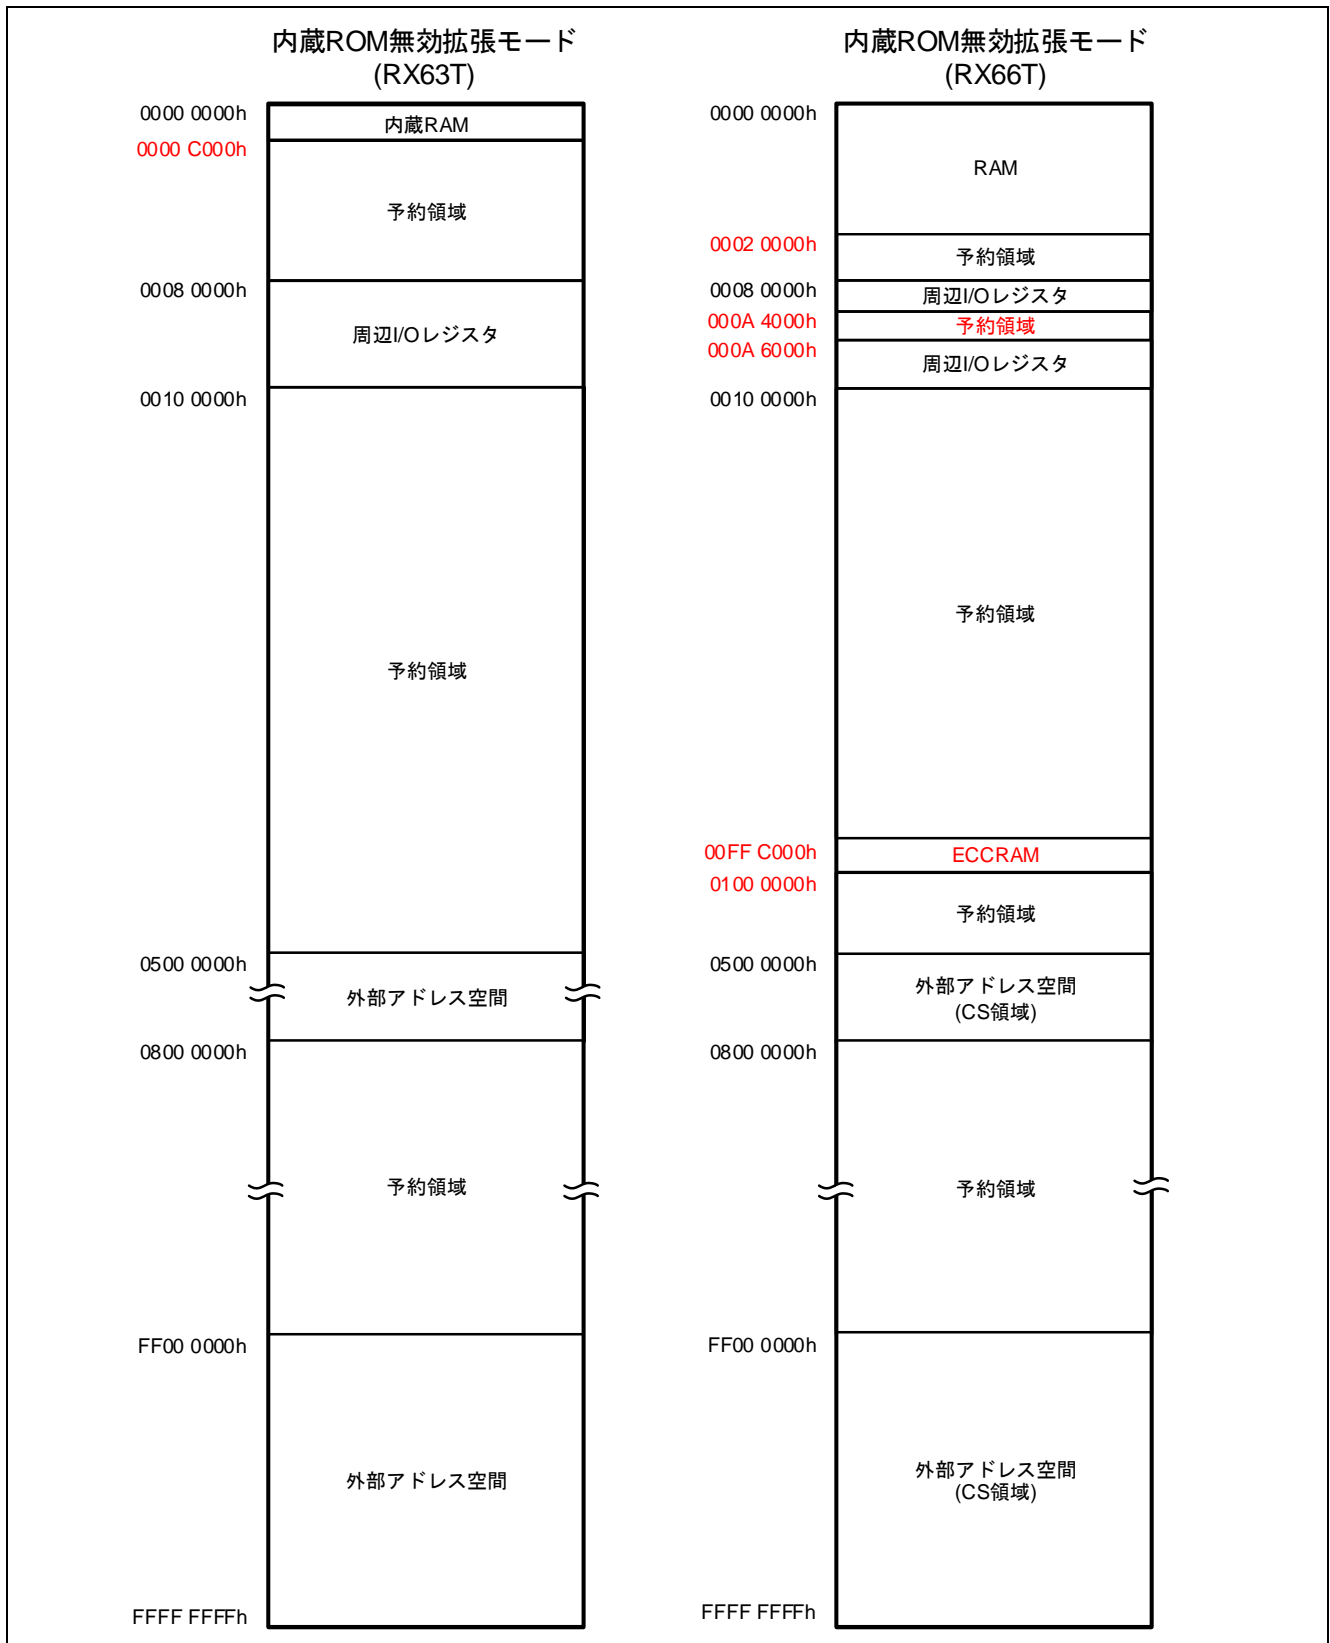 内蔵ROM無効拡張モード
(RX63T)
0000 0000h
内蔵RAM
0000 C000h
予約領域
0008 0000h
周辺I/Oレジスタ
0010 0000h
予約領域
0500 0000h
外部アドレス空間
0800 0000h
予約領域
FF00 0000h
外部アドレス空間
FFFF FFFFh
内蔵ROM無効拡張モード
(RX66T)
0000 0000h
RAM
0002 0000h
予約領域
0008 0000h
周辺I/Oレジスタ
000A 4000h
予約領域
000A 6000h
周辺I/Oレジスタ
0010 0000h
予約領域
00FF C000h
ECCRAM
0100 0000h
予約領域
0500 0000h
外部アドレス空間
(CS領域)
0800 0000h
予約領域
FF00 0000h
外部アドレス空間
(CS領域)
FFFF FFFFh